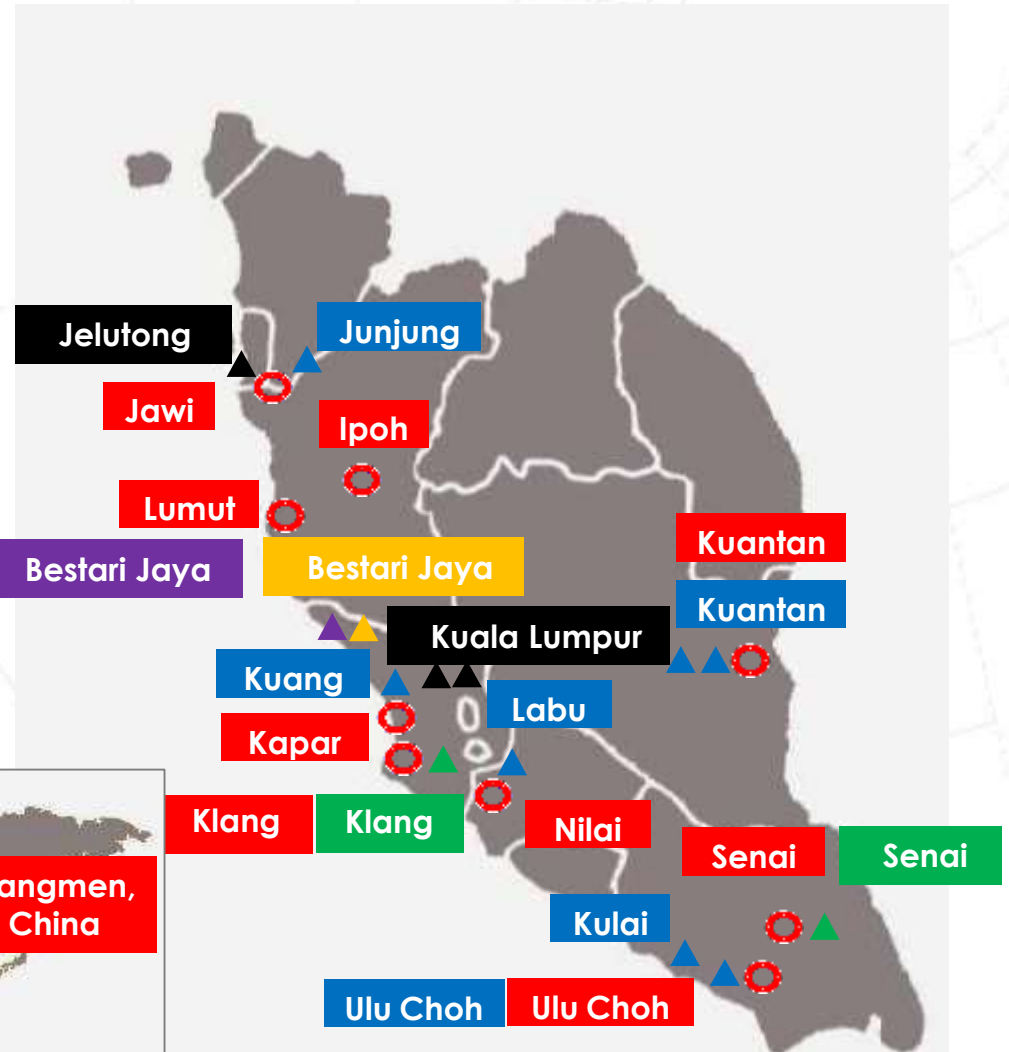 Jelutong
Junjung
Jawi
Ipoh
Lumut
Kuantan
Bestari Jaya
Bestari Jaya
Kuantan
Kuala Lumpur
Kuang
Labu
Kapar
Klang
Klang
Nilai
Senai
Senai
angmen,
China
Kulai
Ulu Choh
Ulu Choh